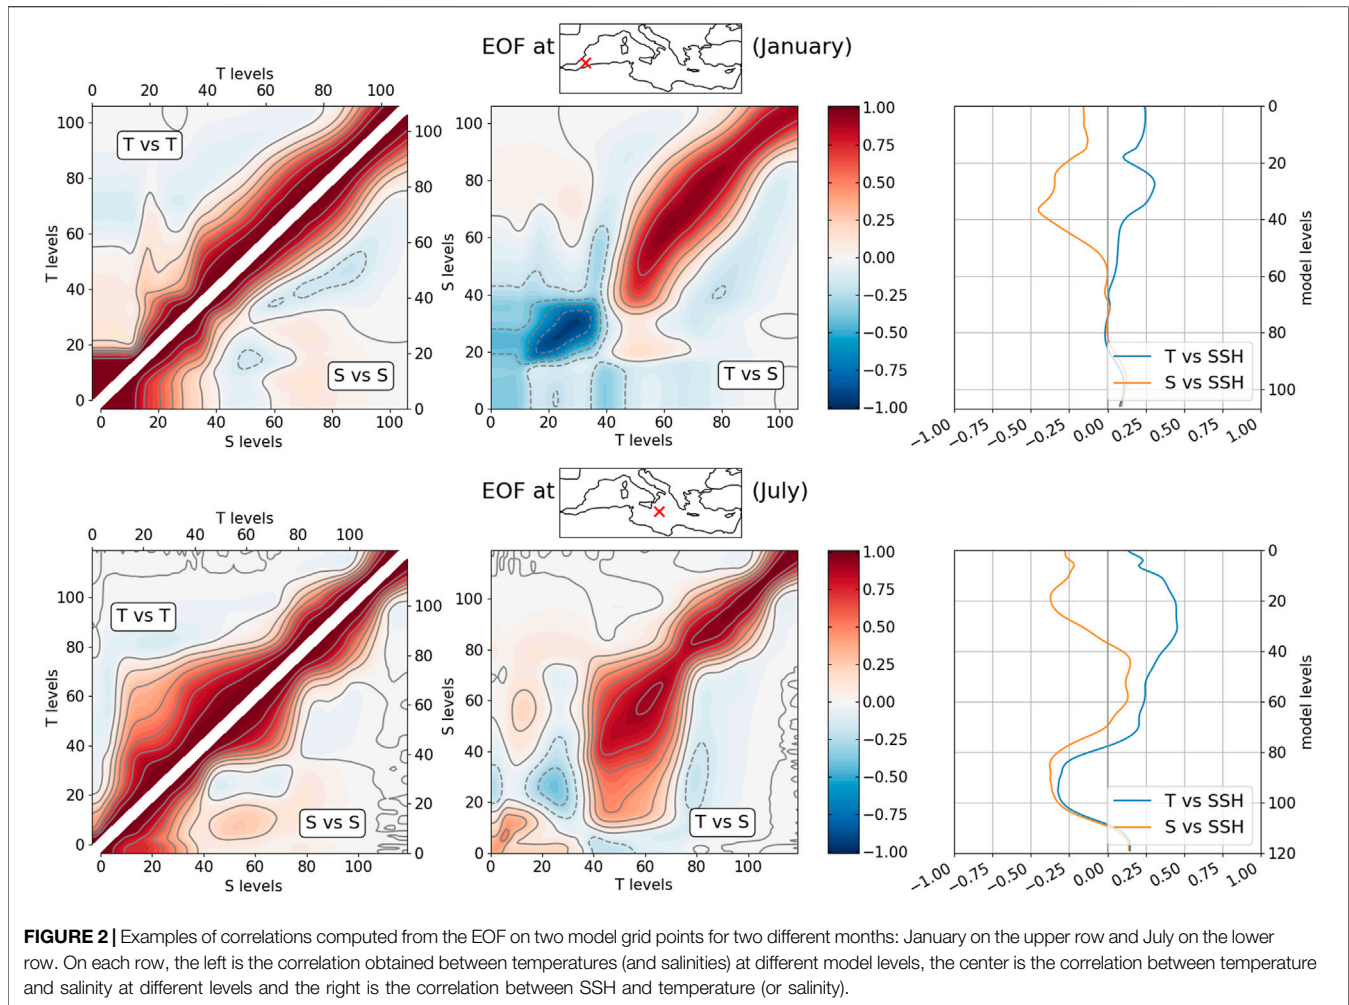 EOF at (January)
T levels
0 20 40 60 80 100
T vs T
S vs S
100
80
60
40
20
0
T levels
100
80
60
40
20
0
0 20 40 60 80 100
S levels
S levels
100
80
60
40
20
0
T vs S
0 20 40 60 80 100
T levels
1.00
0.75
0.50
0.25
0.00
−0.25
−0.50
−0.75
−1.00
0
20
40
60
80
100
model levels
T vs SSH
S vs SSH
−1.00 −0.75 −0.50 −0.25 0.00 0.25 0.50 0.75 1.00
EOF at (July)
T levels
0 20 40 60 80 100
T vs T
S vs S
100
80
60
40
20
0
T levels
100
80
60
40
20
0
0 20 40 60 80 100
S levels
S levels
100
80
60
40
20
0
T vs S
0 20 40 60 80 100
T levels
1.00
0.75
0.50
0.25
0.00
−0.25
−0.50
−0.75
−1.00
0
20
40
60
80
100
120
model levels
T vs SSH
S vs SSH
−1.00 −0.75 −0.50 −0.25 0.00 0.25 0.50 0.75 1.00
FIGURE 2 | Examples of correlations computed from the EOF on two model grid points for two different months: January on the upper row and July on the lower
row. On each row, the left is the correlation obtained between temperatures (and salinities) at different model levels, the center is the correlation between temperature
and salinity at different levels and the right is the correlation between SSH and temperature (or salinity).